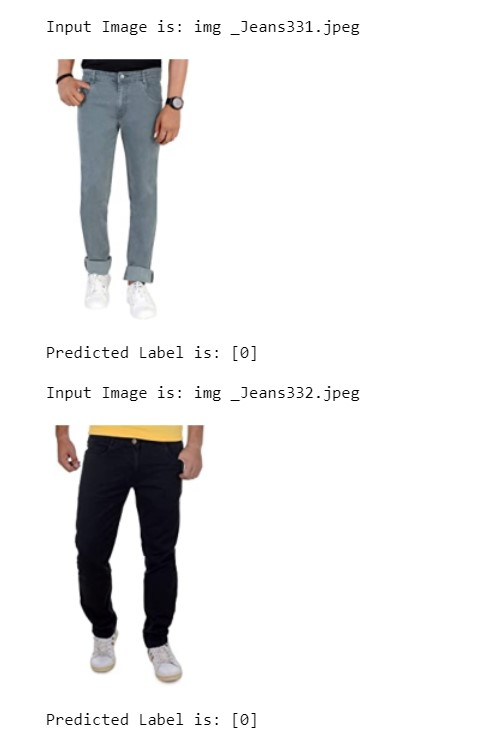 Input Image is: img _Jeans331.jpeg
Predicted Label is: [0]
Input Image is: img _Jeans332.jpeg
Predicted Label is: [0]